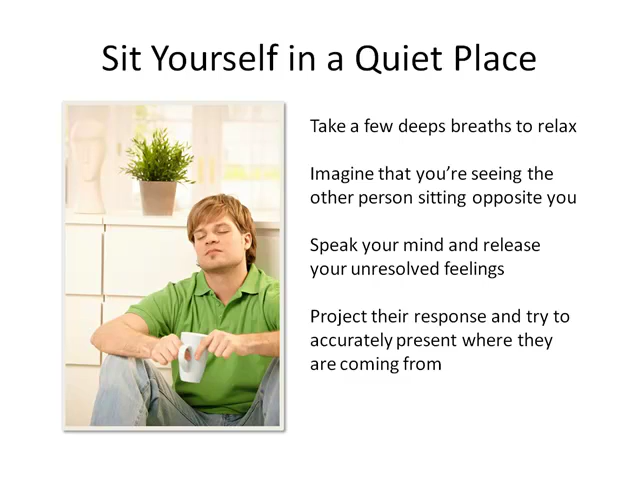 Sit Yourself in a Quiet Place
Take a few deeps breaths to relax
Imagine that you're seeing the
other person sitting opposite you
Speak your mind and release
your unresolved feelings
Project their response and try to
accurately present where they
are coming from